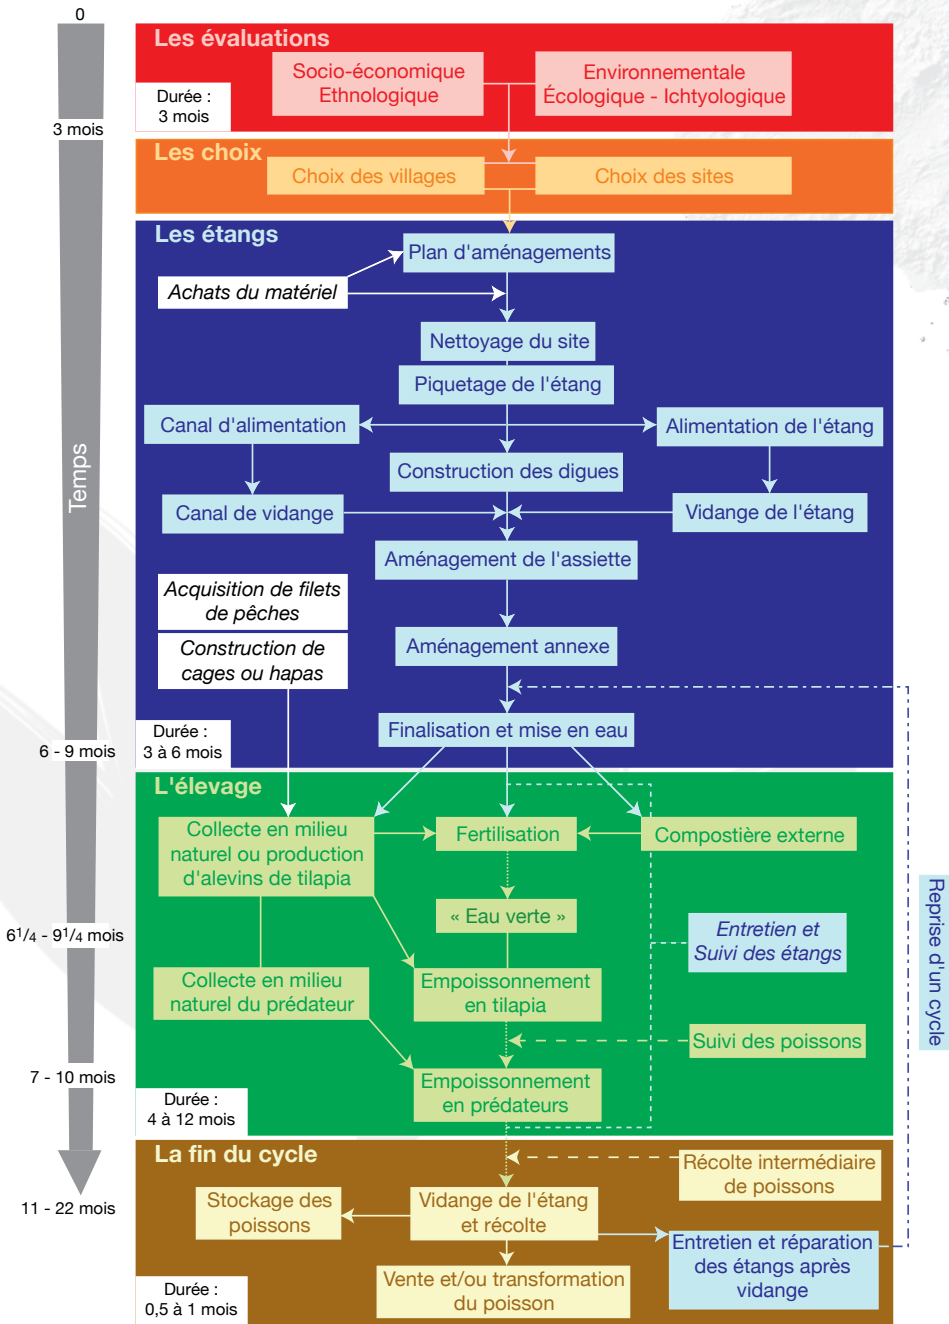 0
Les évaluations
Socio-économique
Ethnologique
Environnementale
Écologique - Ichtyologique
Durée :
3 mois
3 mois
Les choix
Choix des villages
Choix des sites
Les étangs
Plan d'aménagements
Achats du matériel
Nettoyage du site
Piquetage de l'étang
Canal d'alimentation
Alimentation de l'étang
Construction des digues
Canal de vidange
Vidange de l'étang
Aménagement de l'assiette
Temps
Acquisition de filets
de pêches
Construction de
cages ou hapas
Aménagement annexe
Finalisation et mise en eau
Durée :
3 à 6 mois
6 - 9 mois
L'élevage
Collecte en milieu
naturel ou production
d'alevins de tilapia
Fertilisation
Compostière externe
« Eau verte »
6 1/4 - 9 1/4 mois
Entretien et
Suivi des étangs
Collecte en milieu
naturel du prédateur
Empoissonnement
en tilapia
Suivi des poissons
Reprise d'un cycle
7 - 10 mois
Empoissonnement
en prédateurs
Durée :
4 à 12 mois
La fin du cycle
Récolte intermédiaire
de poissons
11 - 22 mois
Stockage des
poissons
Vidange de l'étang
et récolte
Entretien et réparation
des étangs après
vidange
Vente et/ou transformation
du poisson
Durée :
0,5 à 1 mois